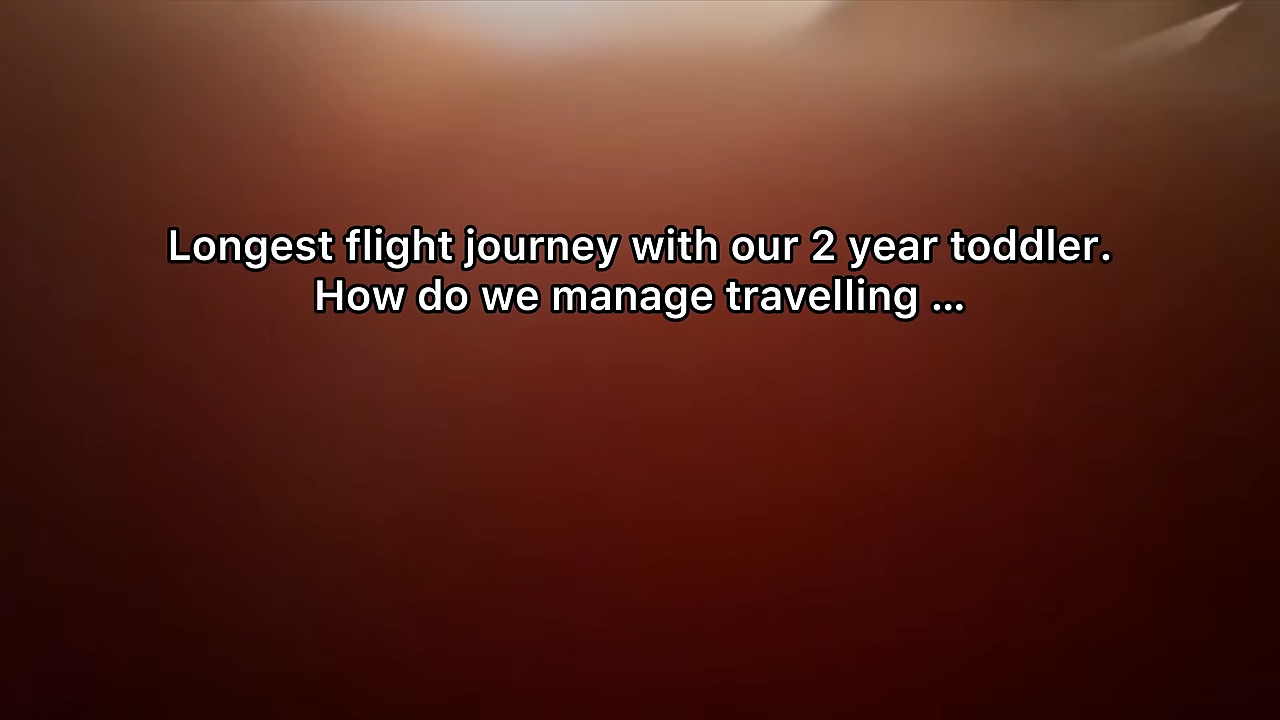 Longest flight journey with our 2 year toddler.
How do we manage travelling ...